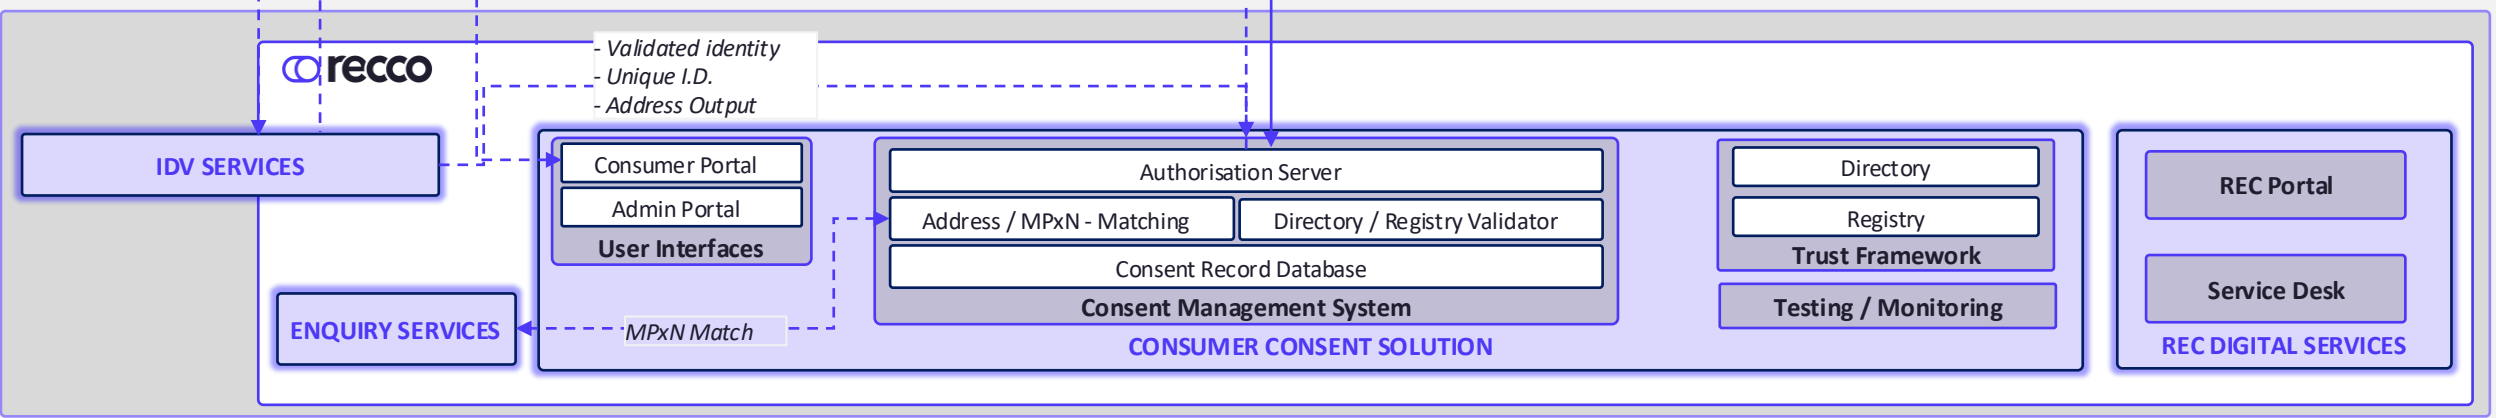 recco
- Validated identity
- Unique I.D.
- Address Output
IDV SERVICES
Consumer Portal
Admin Portal
User Interfaces
Authorisation Server
Address / MPxN - Matching
Directory / Registry Validator
Consent Record Database
Consent Management System
Directory
Registry
Trust Framework
Testing / Monitoring
REC Portal
Service Desk
ENQUIRY SERVICES
MPxN Match
CONSUMER CONSENT SOLUTION
REC DIGITAL SERVICES